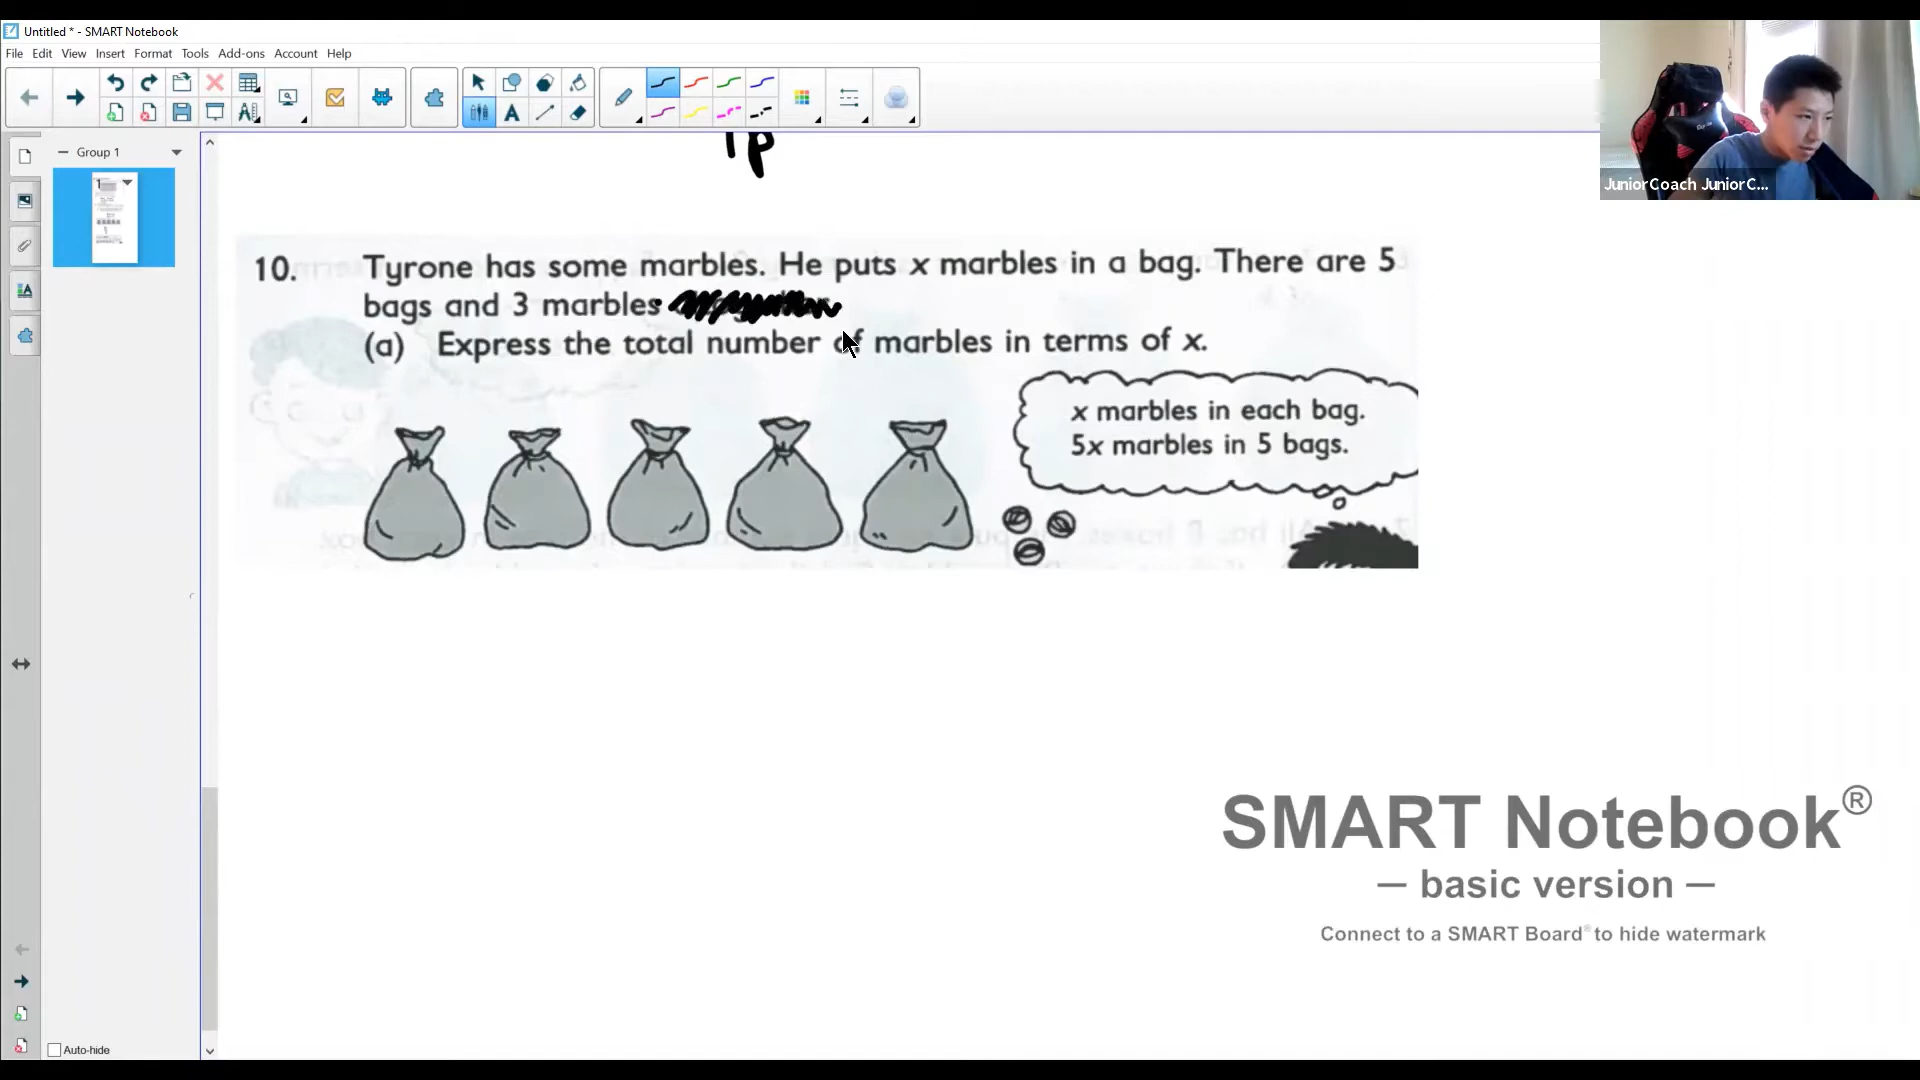 Untitled * - SMART Notebook
File Edit View Insert Format Tools Add-ons Account Help
Group 1
JuniorCoach JuniorC...
1p
10. Tyrone has some marbles. He puts x marbles in a bag. There are 5
bags and 3 marbles
(a) Express the total number of marbles in terms of x.
x marbles in each bag.
5x marbles in 5 bags.
SMART Notebook®
— basic version —
Connect to a SMART Board® to hide watermark
Auto-hide